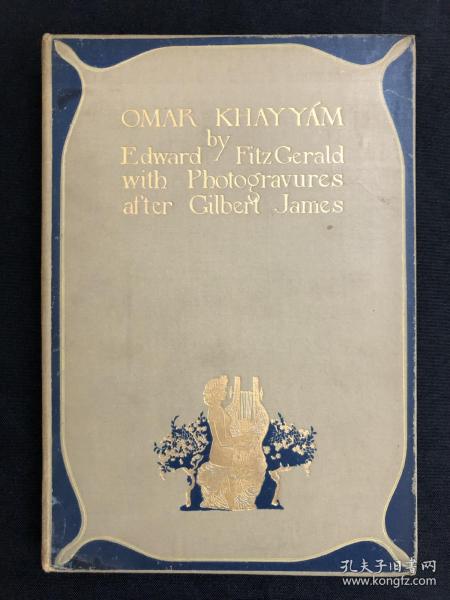 OMAR KHAYYÁM
by
Edward FitzGerald
with Photogravures
after Gilbert James
孔夫子旧书网
www.kongfz.com